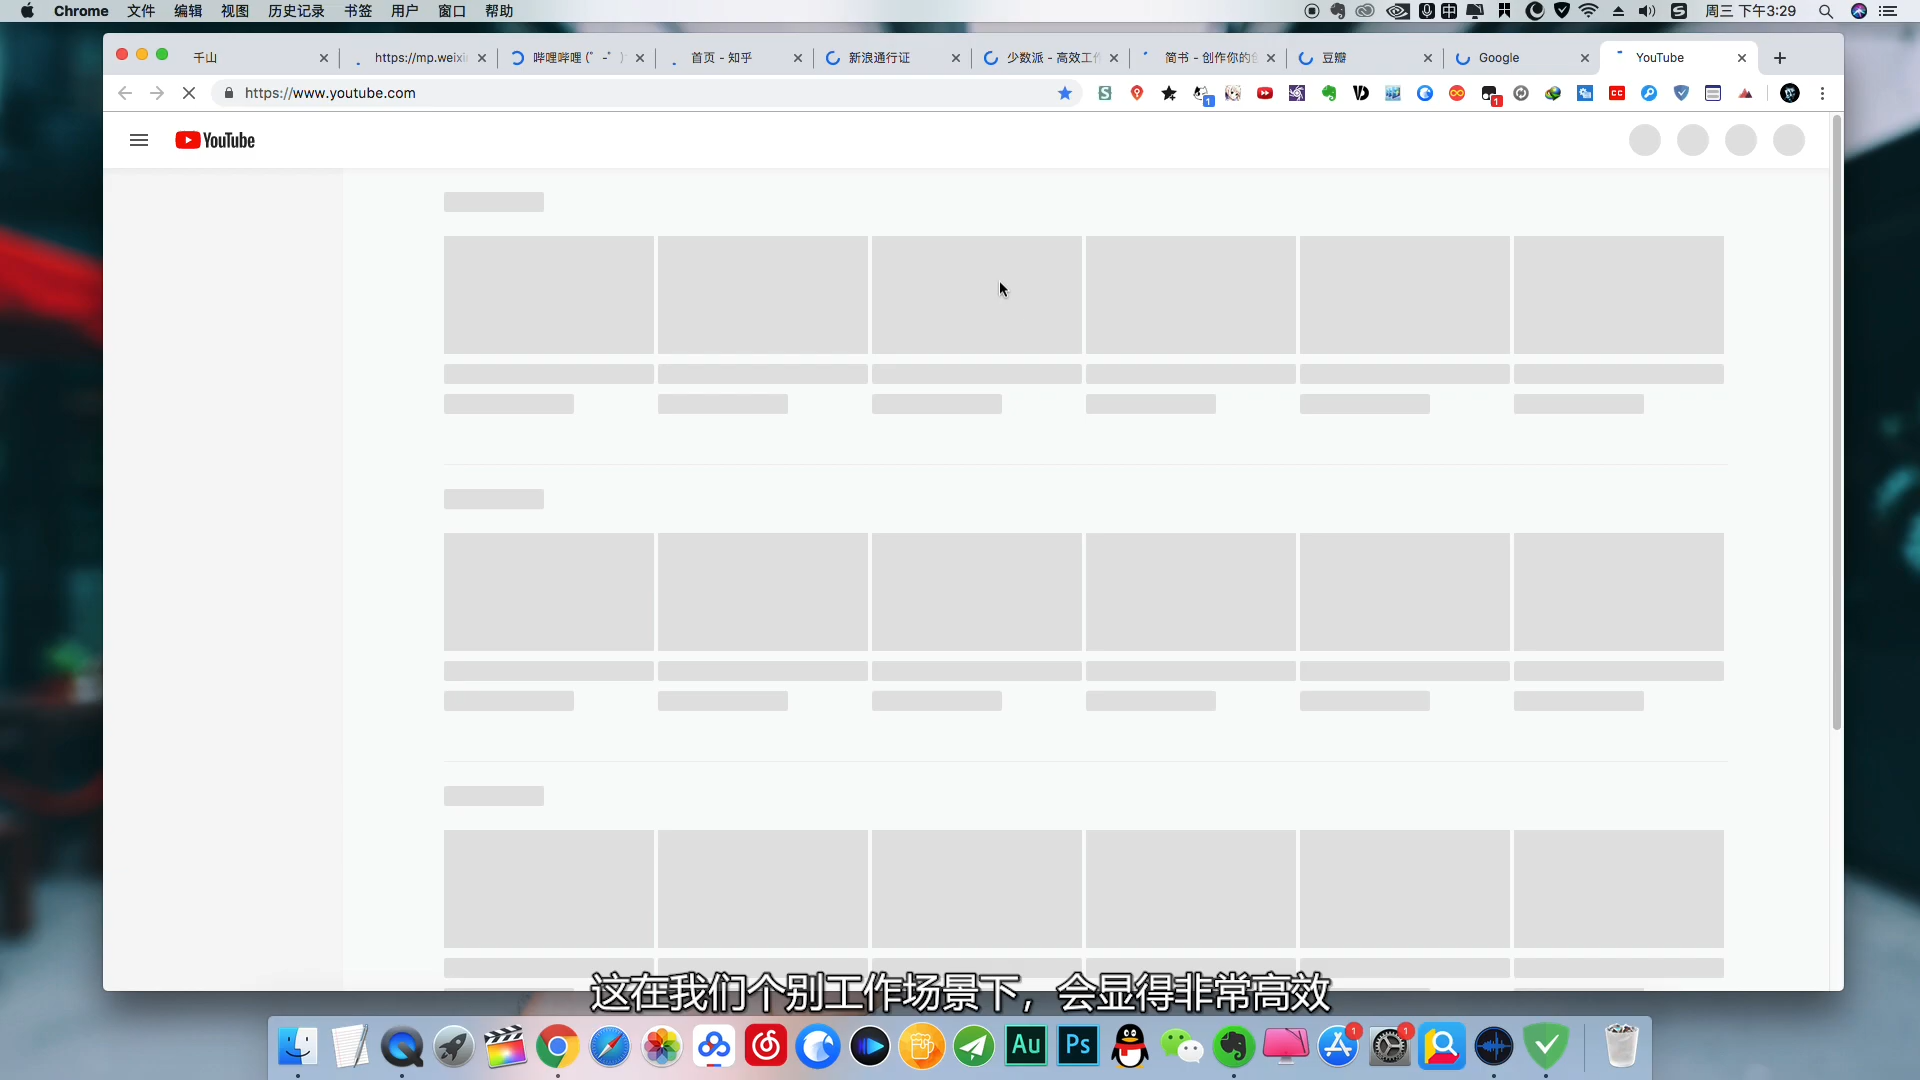 Chrome 文件 编辑 视图 历史记录 书签 用户 窗口 帮助 周三 下午3:29
千山 https://mp.weixi 哔哩哔哩 (゜-゜)つ 首页 - 知乎 新浪通行证 少数派 - 高效工作 简书 - 创作你的创 豆瓣 Google YouTube
https://www.youtube.com
YouTube
这在我们个别工作场景下，会显得非常高效
Au Ps